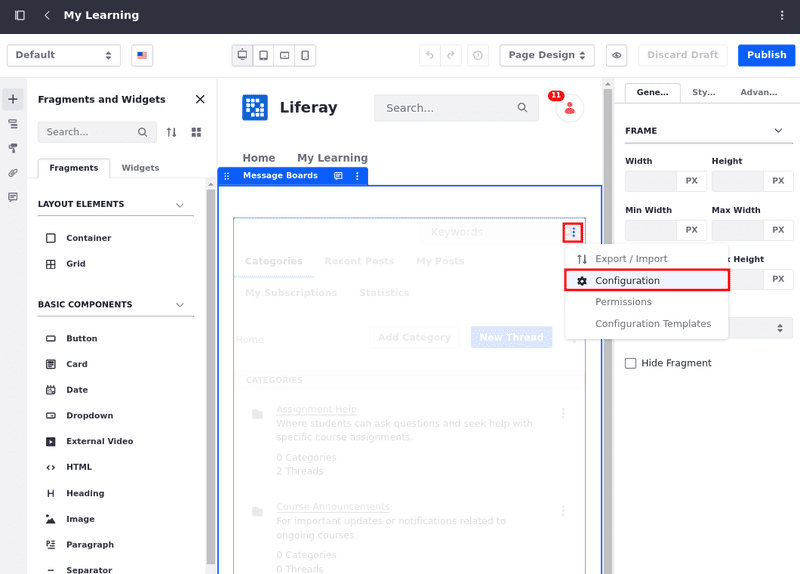 My Learning
Default
Page Design
Discard Draft
Publish
Fragments and Widgets
Search...
Fragments
Widgets
LAYOUT ELEMENTS
Container
Grid
BASIC COMPONENTS
Button
Card
Date
Dropdown
External Video
HTML
Heading
Image
Paragraph
Separator
Liferay
Search...
11
Home
My Learning
Message Boards
Keywords
Categories
Recent Posts
My Posts
My Subscriptions
Statistics
Home
Add Category
New Thread
CATEGORIES
Assignment Help
Where students can ask questions and seek help with
specific course assignments.
0 Categories
2 Threads
Course Announcements
For important updates or notifications related to
ongoing courses.
0 Categories
0 Threads
Export / Import
Configuration
Permissions
Configuration Templates
Gene...
Sty...
Advan...
FRAME
Width
Height
PX
PX
Min Width
Max Width
PX
PX
Height
PX
Hide Fragment